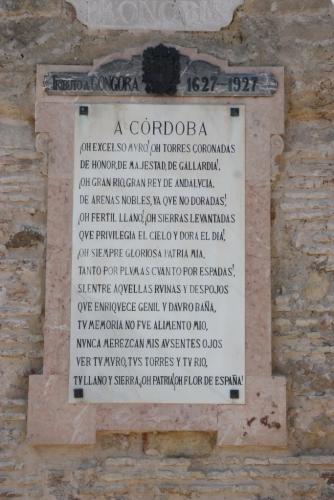 TRIBUTO A GONGORA 1627-1927
A CÓRDOBA
¡OH EXCELSO MVRO! ¡OH TORRES CORONADAS
DE HONOR, DE MAJESTAD, DE GALLARDIA!,
¡OH GRAN RIO, GRAN REY DE ANDALVCIA,
DE ARENAS NOBLES, YA QVE NO DORADAS!,
¡OH FERTIL LLANO!, ¡OH SIERRAS LEVANTADAS
QVE PRIVILEGIA EL CIELO Y DORA EL DIA!,
¡OH SIEMPRE GLORIOSA PATRIA MIA,
TANTO POR PLVMAS CVANTO POR ESPADAS!,
SI ENTRE AQVELLAS RVINAS Y DESPOJOS
QVE ENRIQVECE GENIL Y DAVRO BAÑA,
TV MEMORIA NO FVE ALIMENTO MIO,
NVNCA MEREZCAN MIS AVSENTES OJOS
VER TV MVRO, TVS TORRES Y TV RIO,
TV LLANO Y SIERRA, ¡OH PATRIA!, ¡OH FLOR DE ESPAÑA!